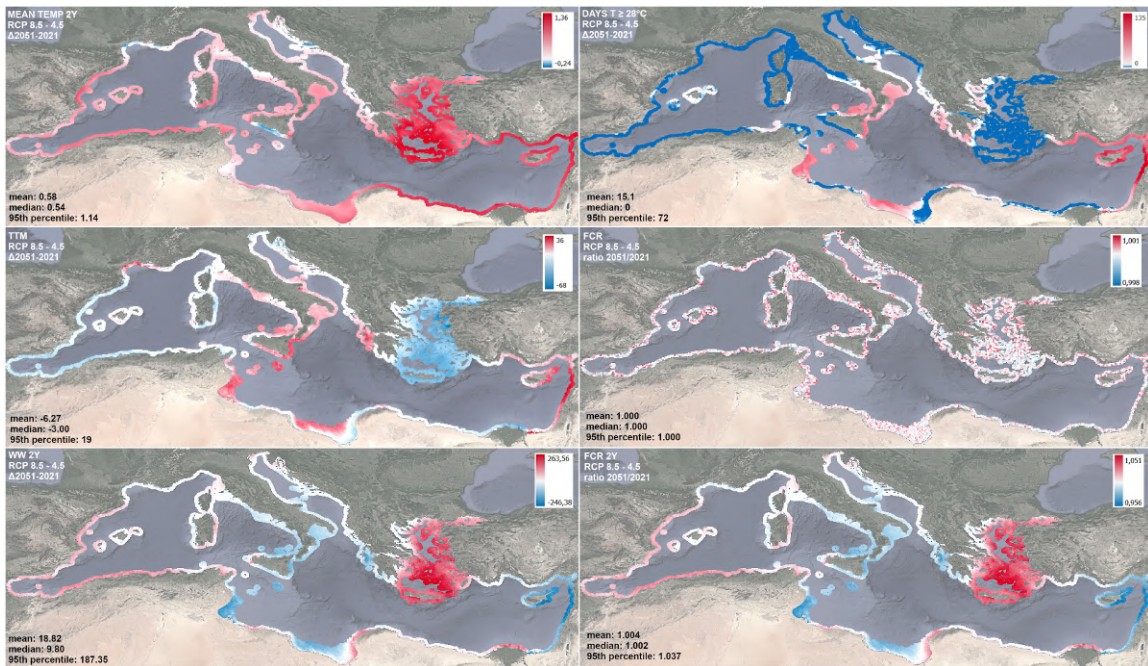 MEAN TEMP 2Y
RCP 8.5 - 4.5
Δ2051-2021
1,36
-0,24
mean: 0.58
median: 0.54
95th percentile: 1.14
DAYS T ≥ 28°C
RCP 8.5 - 4.5
Δ2051-2021
135
0
mean: 15.1
median: 0
95th percentile: 72
TTM
RCP 8.5 - 4.5
Δ2051-2021
26
-68
mean: -6.27
median: -3.00
95th percentile: 19
FCR
RCP 8.5 - 4.5
ratio 2051/2021
1,001
0,998
mean: 1.000
median: 1.000
95th percentile: 1.000
WW 2Y
RCP 8.5 - 4.5
Δ2051-2021
263,56
-246,38
mean: 18.82
median: 9.80
95th percentile: 187.35
FCR 2Y
RCP 8.5 - 4.5
ratio 2051/2021
1,051
0,956
mean: 1.004
median: 1.002
95th percentile: 1.037